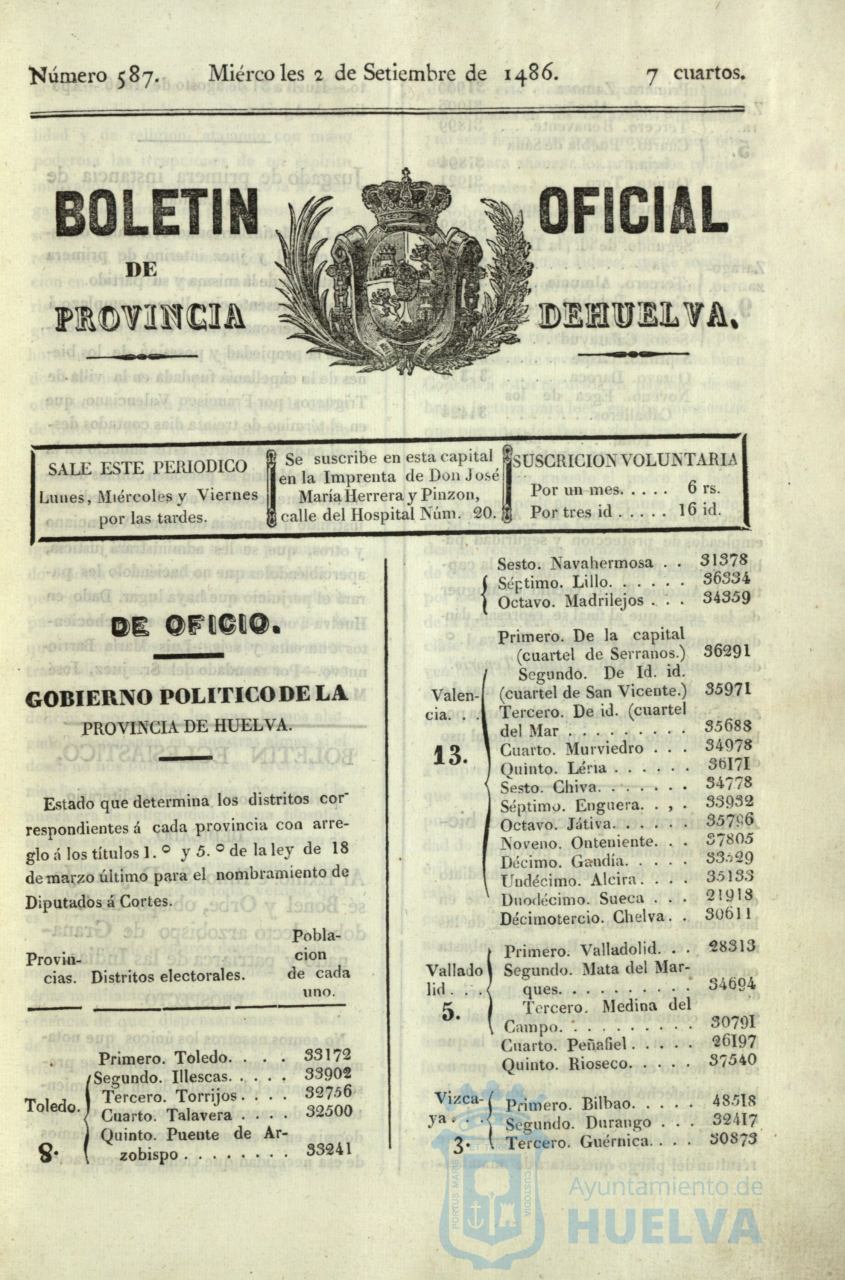 Número 587. Miérco les 2 de Setiembre de 1486. 7 cuartos.
BOLETIN OFICIAL
DE
PROVINCIA DEHUELVA.
SALE ESTE PERIODICO
Lunes, Miércoles y Viernes
por las tardes.
Se suscribe en esta capital
en la Imprenta de Don José
María Herrera y Pinzon,
calle del Hospital Núm. 20.
SUSCRICION VOLUNTARIA
Por un mes. . . . . 6 rs.
Por tres id . . . . . 16 id.
DE OFICIO.
GOBIERNO POLITICO DE LA
PROVINCIA DE HUELVA.
Estado que determina los distritos cor-
respondientes á cada provincia con arre-
glo á los títulos 1.º y 5.º de la ley de 18
de marzo último para el nombramiento de
Diputados á Cortes.
Provin-
cias. Distritos electorales.
Pobla-
cion
de cada
uno.
Toledo.
8.
Primero. Toledo. . . . 33172
Segundo. Illescas. . . . . 33902
Tercero. Torrijos . . . . 32756
Cuarto. Talavera . . . . 32500
Quinto. Puente de Ar-
zobispo . . . . . . . . 33241
Sesto. Navahermosa . . 31378
Séptimo. Lillo. . . . . . 36334
Octavo. Madrilejos . . . 34359
Valen-
cia. . .
13.
Primero. De la capital
(cuartel de Serranos.) 36291
Segundo. De Id. id.
(cuartel de San Vicente.) 35971
Tercero. De id. (cuartel
del Mar . . . . . . . . . 35688
Cuarto. Murviedro . . . 34978
Quinto. Léria . . . . . . 36171
Sesto. Chiva. . . . . . . 34778
Séptimo. Enguera. . , . 33932
Octavo. Játiva. . . . . . 35796
Noveno. Onteniente. . . 37805
Décimo. Gandía. . . . .
Undécimo. Alcira. . . . 35133
Duodécimo. Sueca . . . 21918
Décimotercio. Chelva. . 30611
Vallado
lid . . .
5.
Primero. Valladolid. . . 28313
Segundo. Mata del Mar-
ques. . . . . . . . . . 34694
Tercero. Medina del
Campo. . . . . . . . . . 30791
Cuarto. Peñafiel . . . . . 26197
Quinto. Rioseco. . . . . 37540
Vizca-
ya . . .
3.
Primero. Bilbao. . . . . 48518
Segundo. Durango . . . 32417
Tercero. Guérnica. . . . 30873
PORTUS MARIS
CUSTODIA
Ayuntamiento de
HUELVA